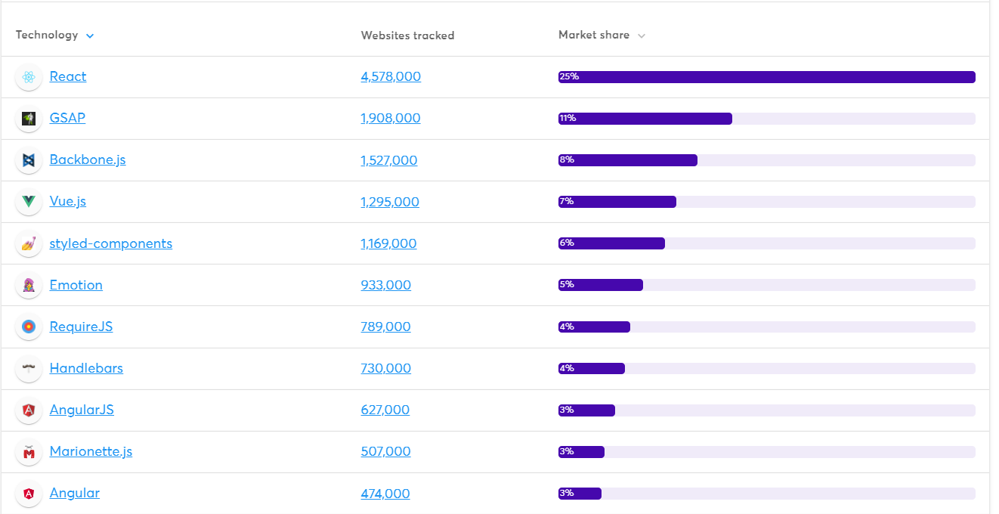 Technology Websites tracked Market share
React 4,578,000 25%
GSAP 1,908,000 11%
Backbone.js 1,527,000 8%
Vue.js 1,295,000 7%
styled-components 1,169,000 6%
Emotion 933,000 5%
RequireJS 789,000 4%
Handlebars 730,000 4%
AngularJS 627,000 3%
Marionette.js 507,000 3%
Angular 474,000 3%